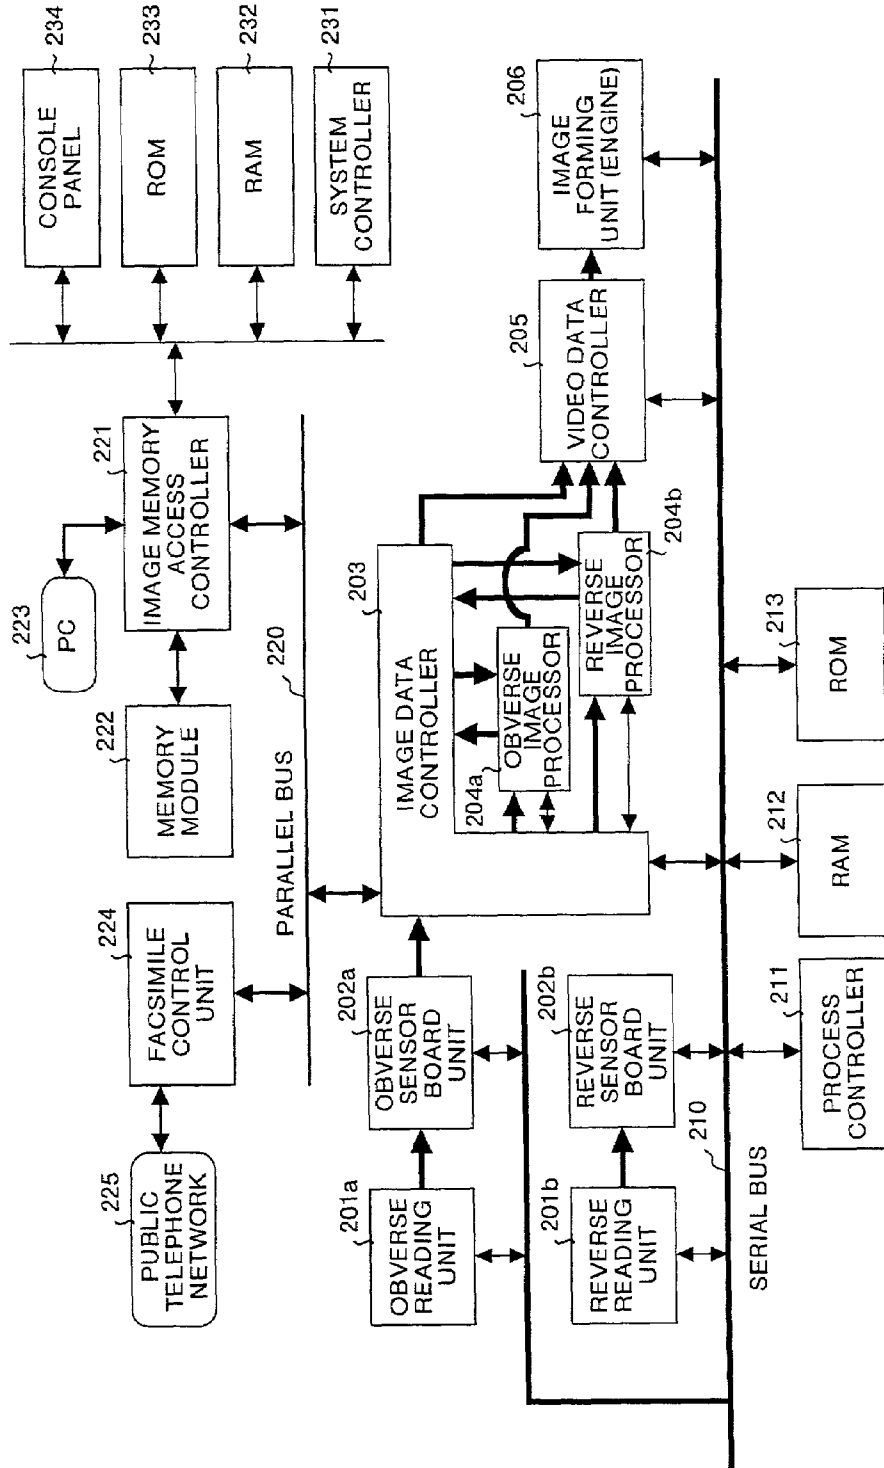 225
PUBLIC
TELEPHONE
NETWORK
224
FACSIMILE
CONTROL
UNIT
222
MEMORY
MODULE
223
PC
221
IMAGE MEMORY
ACCESS
CONTROLLER
234
CONSOLE
PANEL
233
ROM
232
RAM
231
SYSTEM
CONTROLLER
PARALLEL BUS
220
201a
OBVERSE
READING
UNIT
202a
OBVERSE
SENSOR
BOARD
UNIT
203
IMAGE DATA
CONTROLLER
204a
OBVERSE
IMAGE
PROCESSOR
204b
REVERSE
IMAGE
PROCESSOR
205
VIDEO DATA
CONTROLLER
206
IMAGE
FORMING
UNIT (ENGINE)
201b
REVERSE
READING
UNIT
202b
REVERSE
SENSOR
BOARD
UNIT
SERIAL BUS
210
211
PROCESS
CONTROLLER
212
RAM
213
ROM